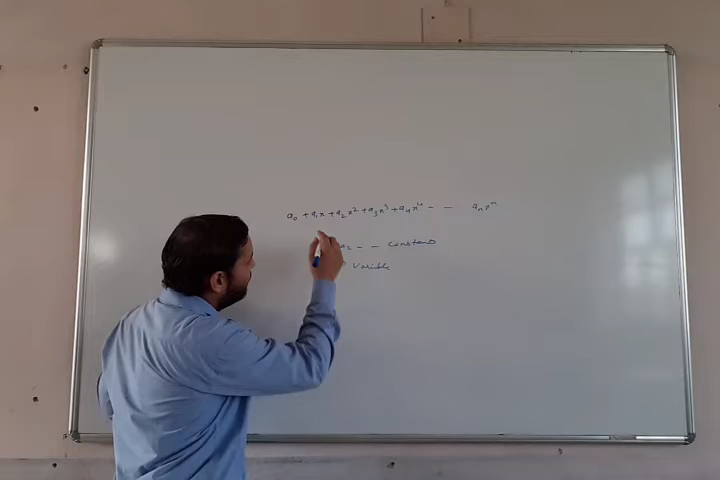 a₀ + a₁x + a₂x² + a₃x³ + a₄x⁴ - - aₙxⁿ
a₂ - - constant
variable